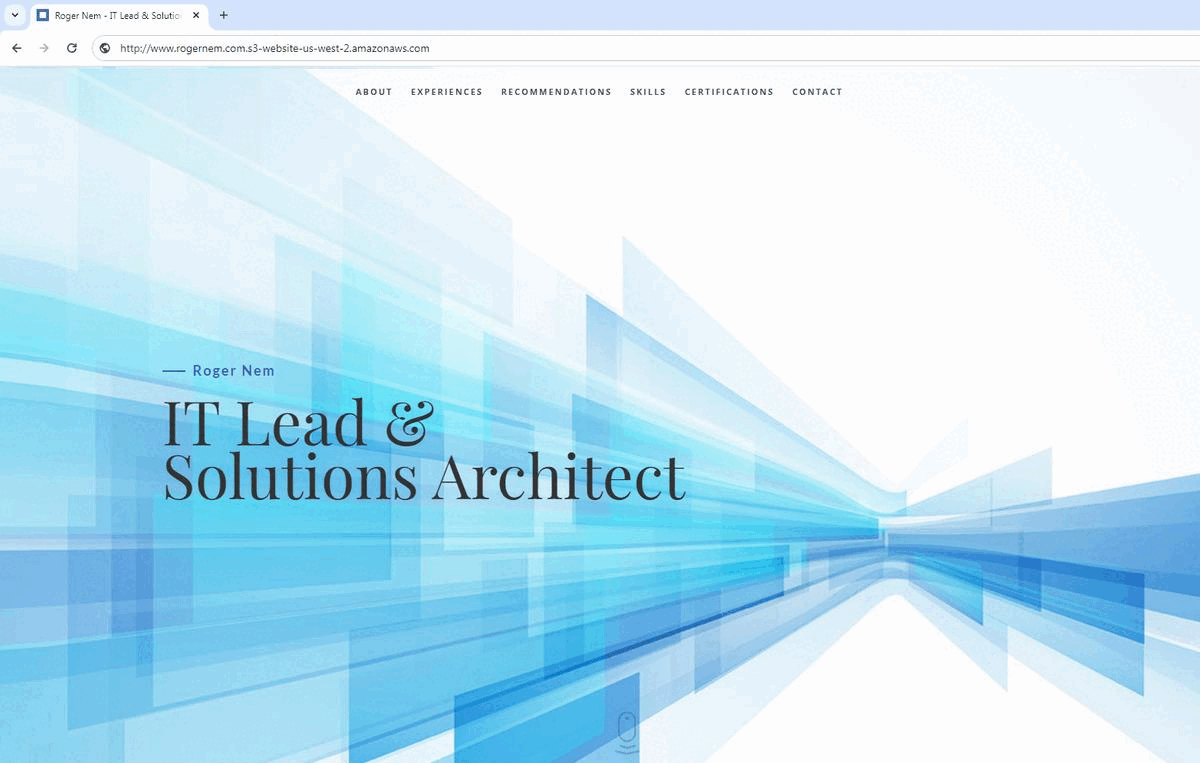 Roger Nem - IT Lead & Solutio
http://www.rogernem.com.s3-website-us-west-2.amazonaws.com
ABOUT EXPERIENCES RECOMMENDATIONS SKILLS CERTIFICATIONS CONTACT
Roger Nem
IT Lead &
Solutions Architect